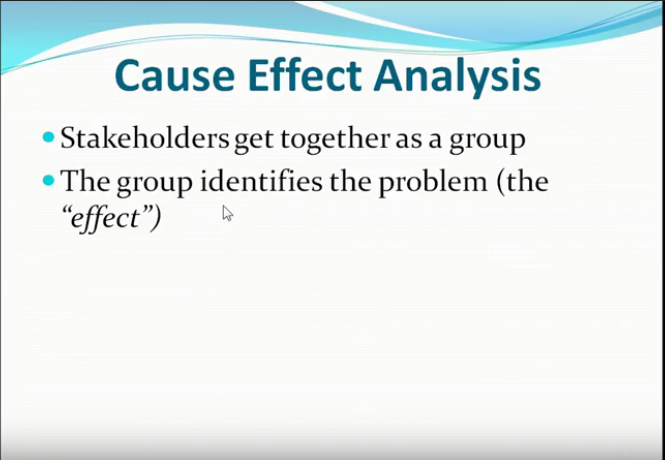 Cause Effect Analysis
Stakeholders get together as a group
The group identifies the problem (the
“effect”)